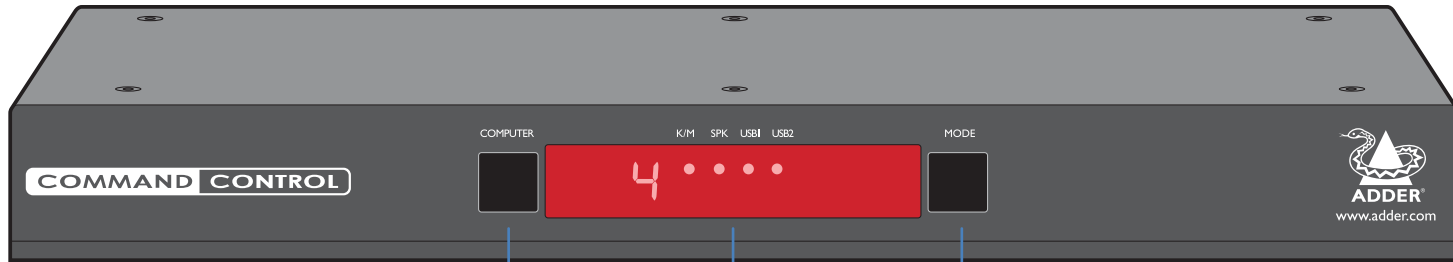 COMPUTER
K/M SPK USB1 USB2
MODE
4
COMMAND CONTROL
ADDER®
www.adder.com